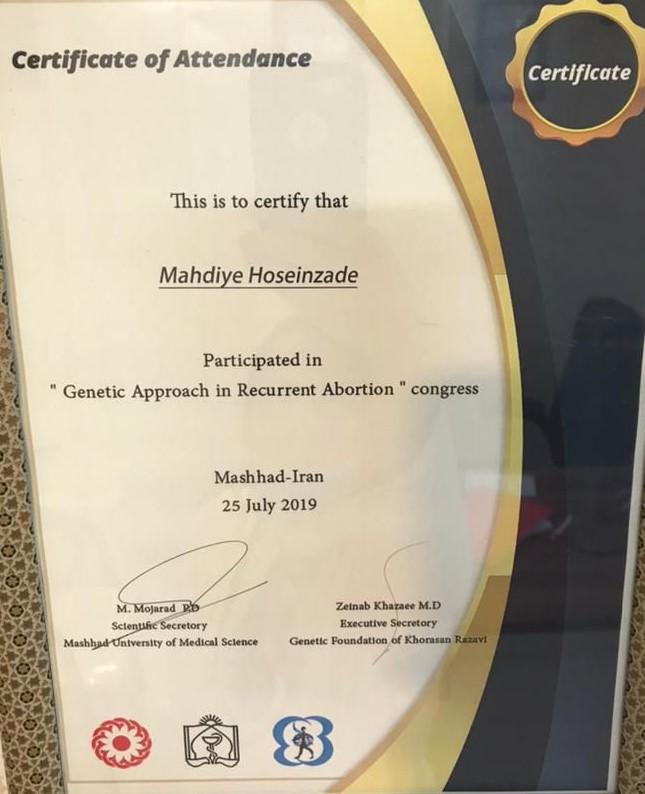 Certificate of Attendance
Certificate
This is to certify that
Mahdiye Hoseinzade
Participated in
" Genetic Approach in Recurrent Abortion " congress
Mashhad-Iran
25 July 2019
M. Mojarad P.D
Scientific Secretary
Mashhad University of Medical Science
Zeinab Khazaee M.D
Executive Secretary
Genetic Foundation of Khorasan Razavi